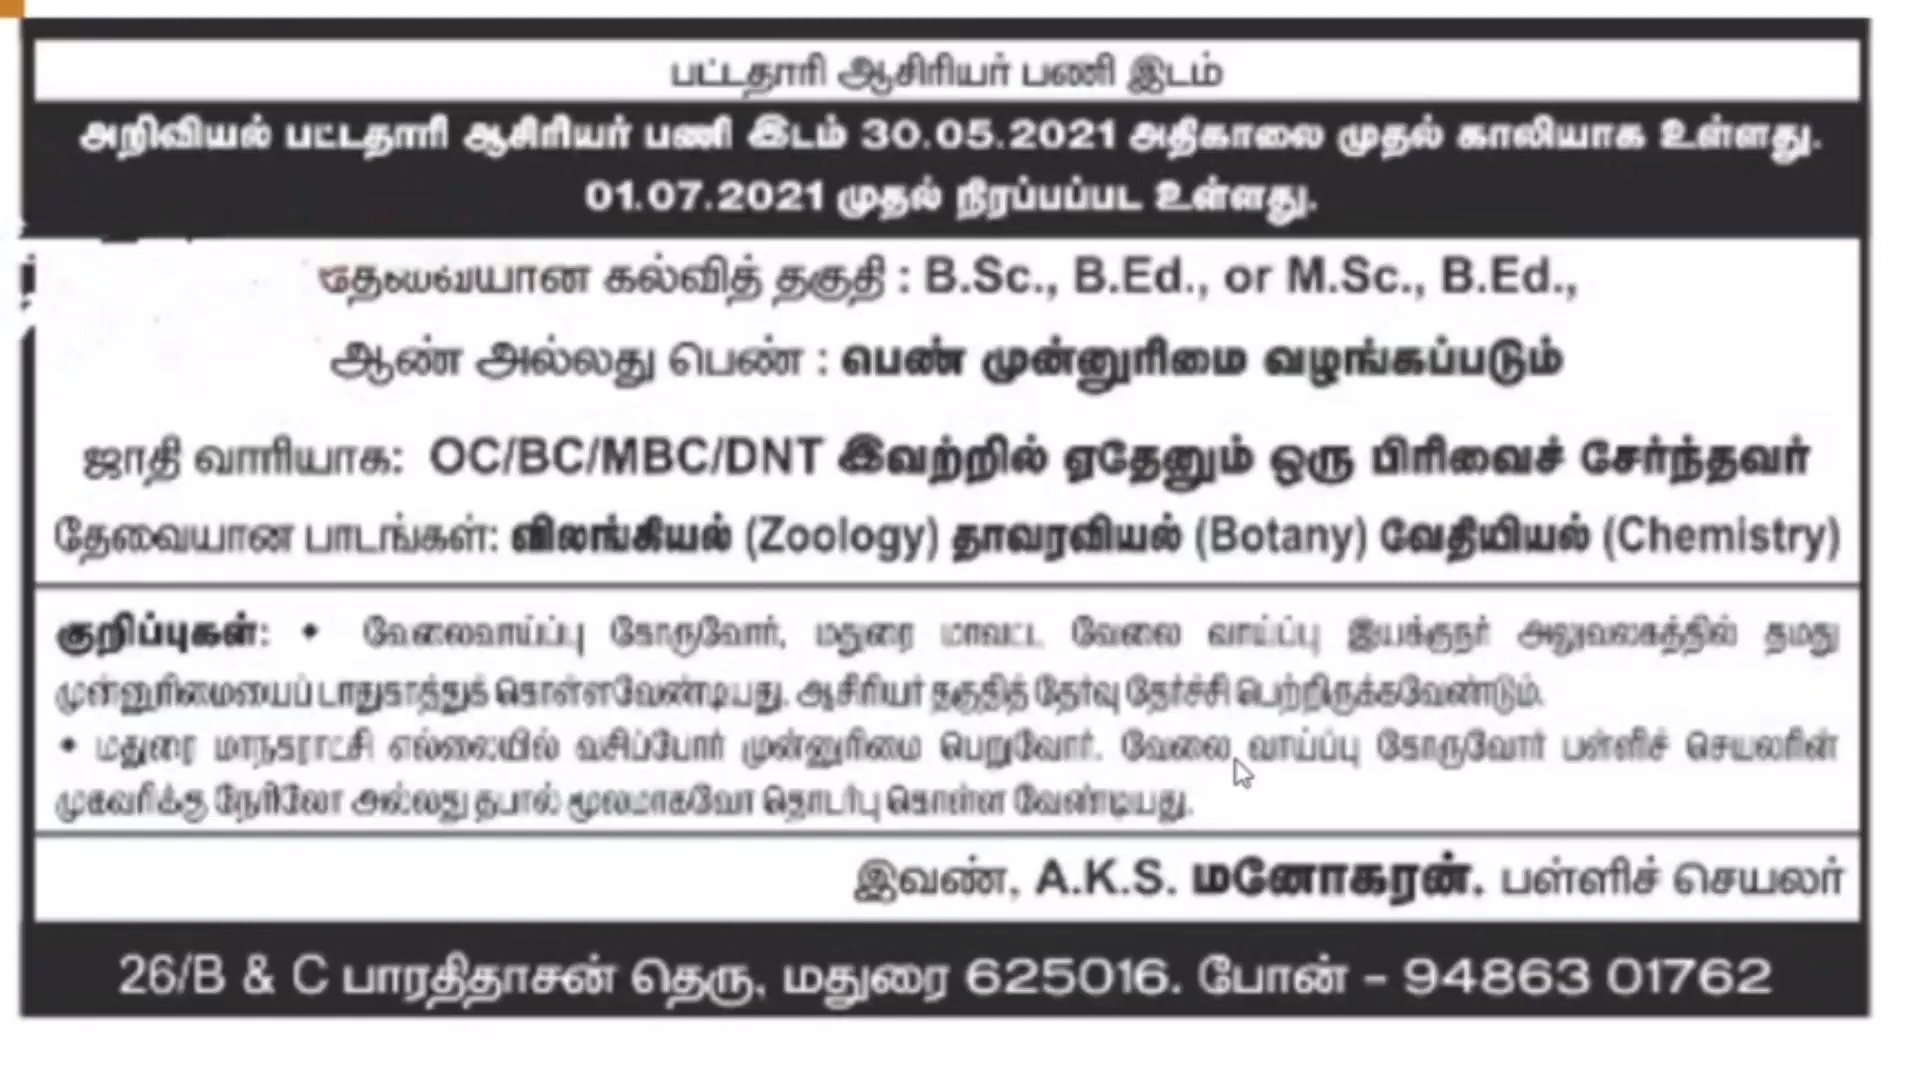 பட்டதாரி ஆசிரியர் பணி இடம்
அறிவியல் பட்டதாரி ஆசிரியர் பணி இடம் 30.05.2021 அதிகாலை முதல் காலியாக உள்ளது.
01.07.2021 முதல் நிரப்பப்பட உள்ளது.
தேவையான கல்வித் தகுதி : B.Sc., B.Ed., or M.Sc., B.Ed.,
ஆண் அல்லது பெண் : பெண் முன்னுரிமை வழங்கப்படும்
ஜாதி வாரியாக: OC/BC/MBC/DNT இவற்றில் ஏதேனும் ஒரு பிரிவைச் சேர்ந்தவர்
தேவையான பாடங்கள்: விலங்கியல் (Zoology) தாவரவியல் (Botany) வேதியியல் (Chemistry)
குறிப்புகள்: • வேலைவாய்ப்பு கோருவோர், மதுரை மாவட்ட வேலை வாய்ப்பு இயக்குநர் அலுவலகத்தில் தமது
முன்னுரிமையைப் பாதுகாத்துக் கொள்ளவேண்டியது. ஆசிரியர் தகுதித் தேர்வு தேர்ச்சி பெற்றிருக்கவேண்டும்.
• மதுரை மாநகராட்சி எல்லையில் வசிப்போர் முன்னுரிமை பெறுவோர். வேலை வாய்ப்பு கோருவோர் பள்ளிச் செயலரின்
முகவரிக்கு நேரிலோ அல்லது தபால் மூலமாகவோ தொடர்பு கொள்ள வேண்டியது.
இவண், A.K.S. மனோகரன், பள்ளிச் செயலர்
26/B & C பாரதிதாசன் தெரு, மதுரை 625016. போன் - 94863 01762